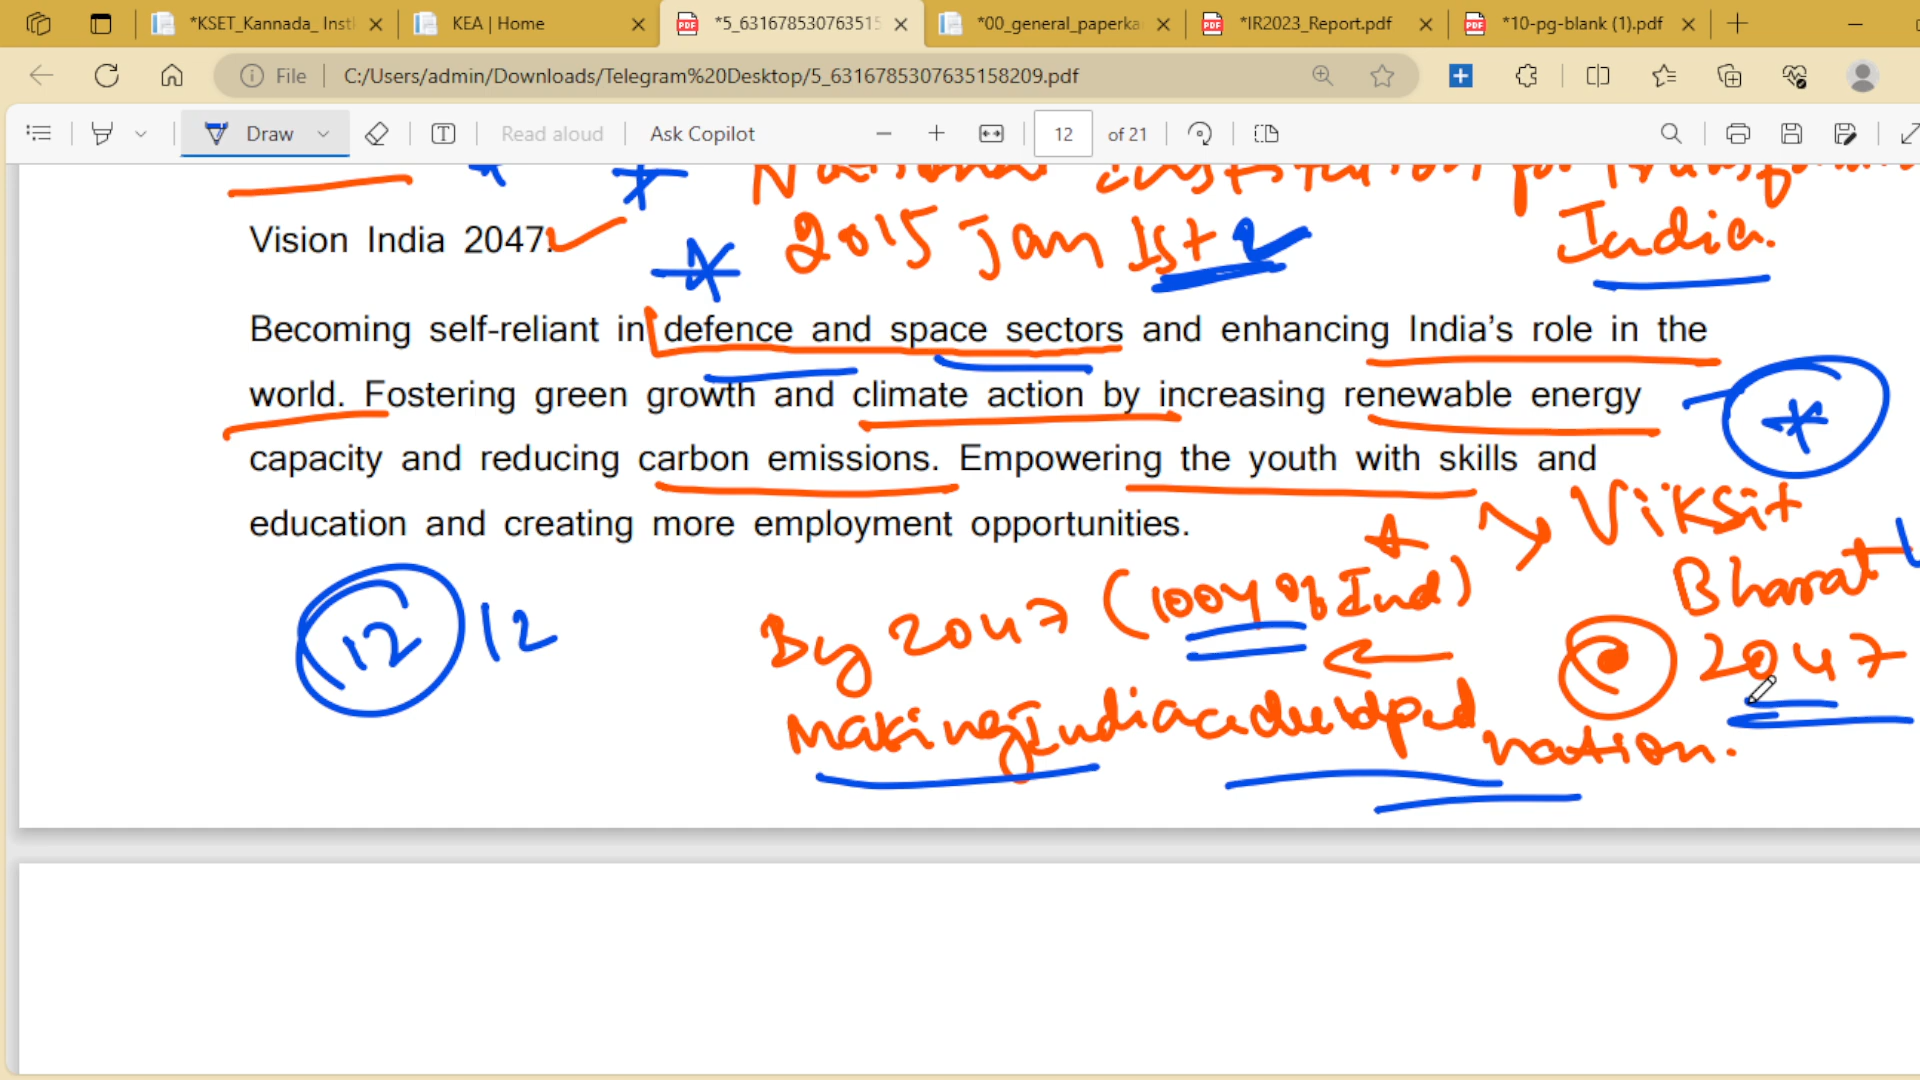 *KSET_Kannada_ Inst
KEA | Home
*5_631678530763515
*00_general_paperka
*IR2023_Report.pdf
*10-pg-blank (1).pdf
File
C:/Users/admin/Downloads/Telegram%20Desktop/5_6316785307635158209.pdf
Draw
Read aloud
Ask Copilot
12 of 21
National Institution for Transforming
Vision India 2047:
2015 Jan 1st
India.
Becoming self-reliant in defence and space sectors and enhancing India's role in the
world. Fostering green growth and climate action by increasing renewable energy
capacity and reducing carbon emissions. Empowering the youth with skills and
education and creating more employment opportunities.
Viksit
Bharat
2047
12 12
By 2047 (100Y of Ind)
Making India a developed
nation.